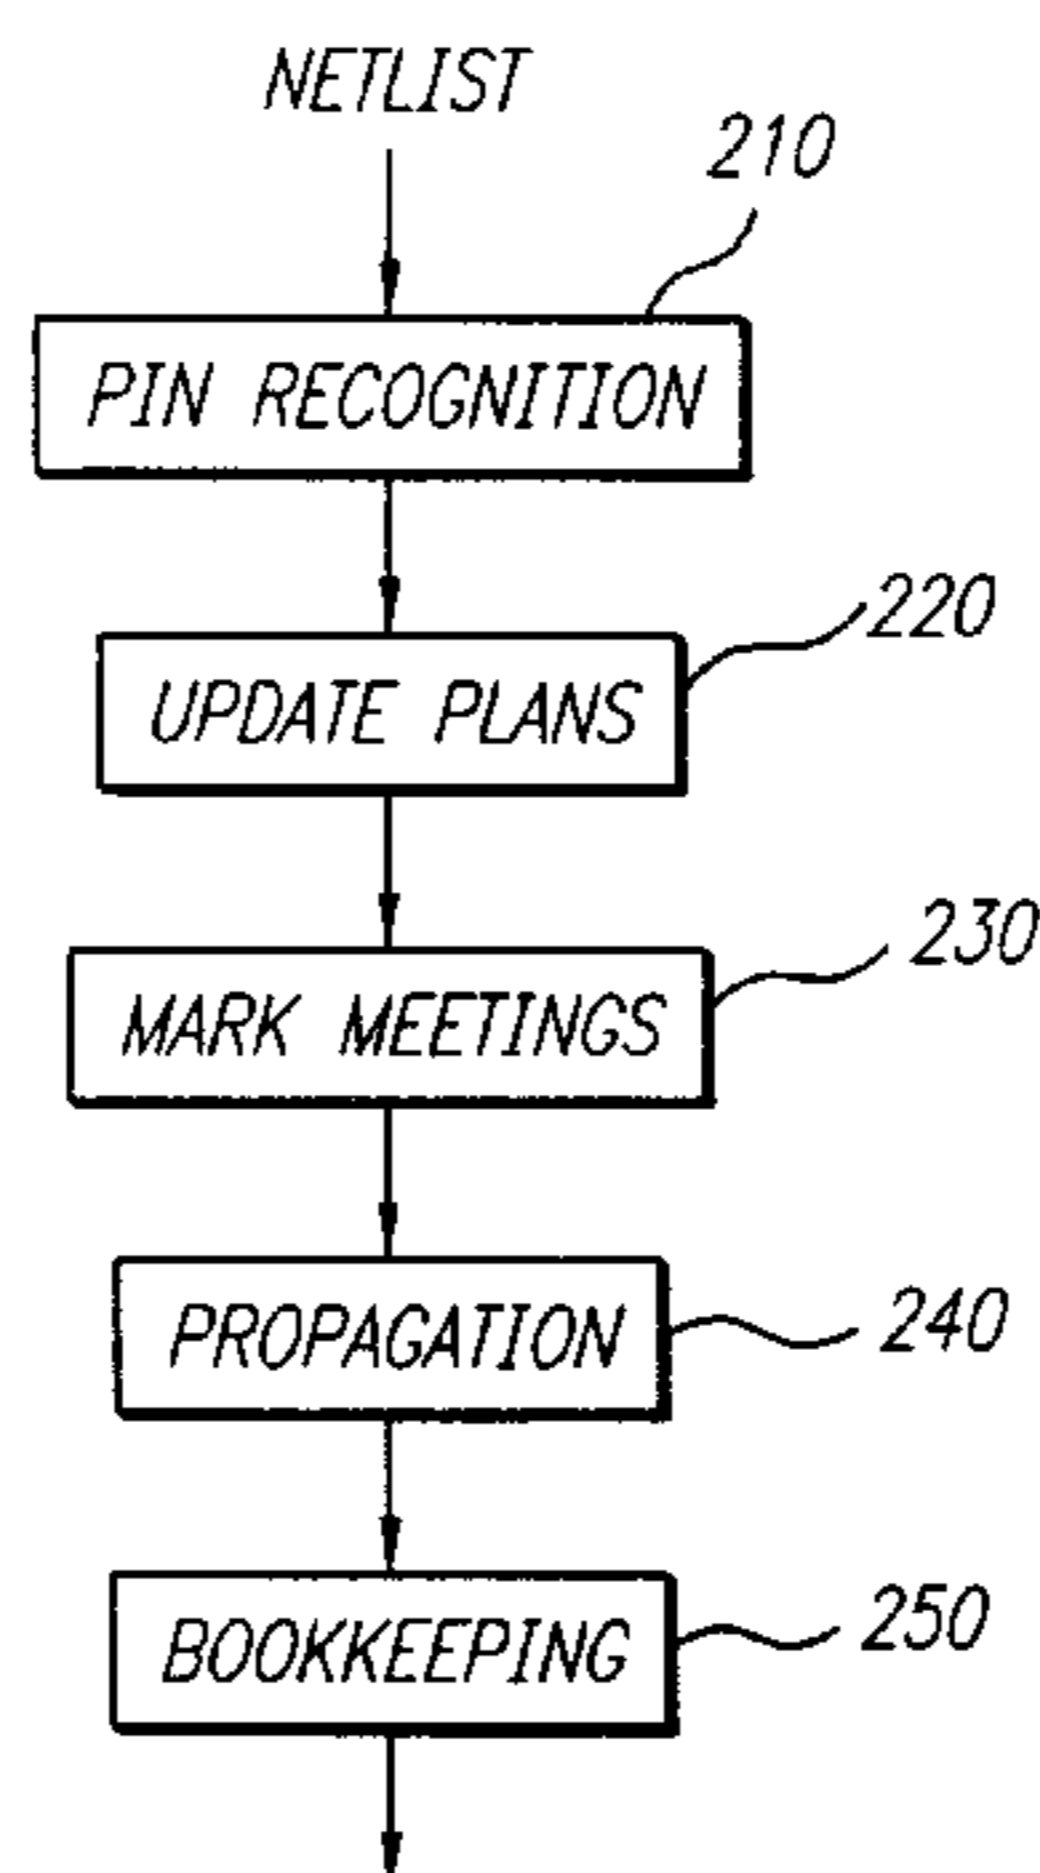 NETLIST
210
PIN RECOGNITION
220
UPDATE PLANS
230
MARK MEETINGS
240
PROPAGATION
250
BOOKKEEPING